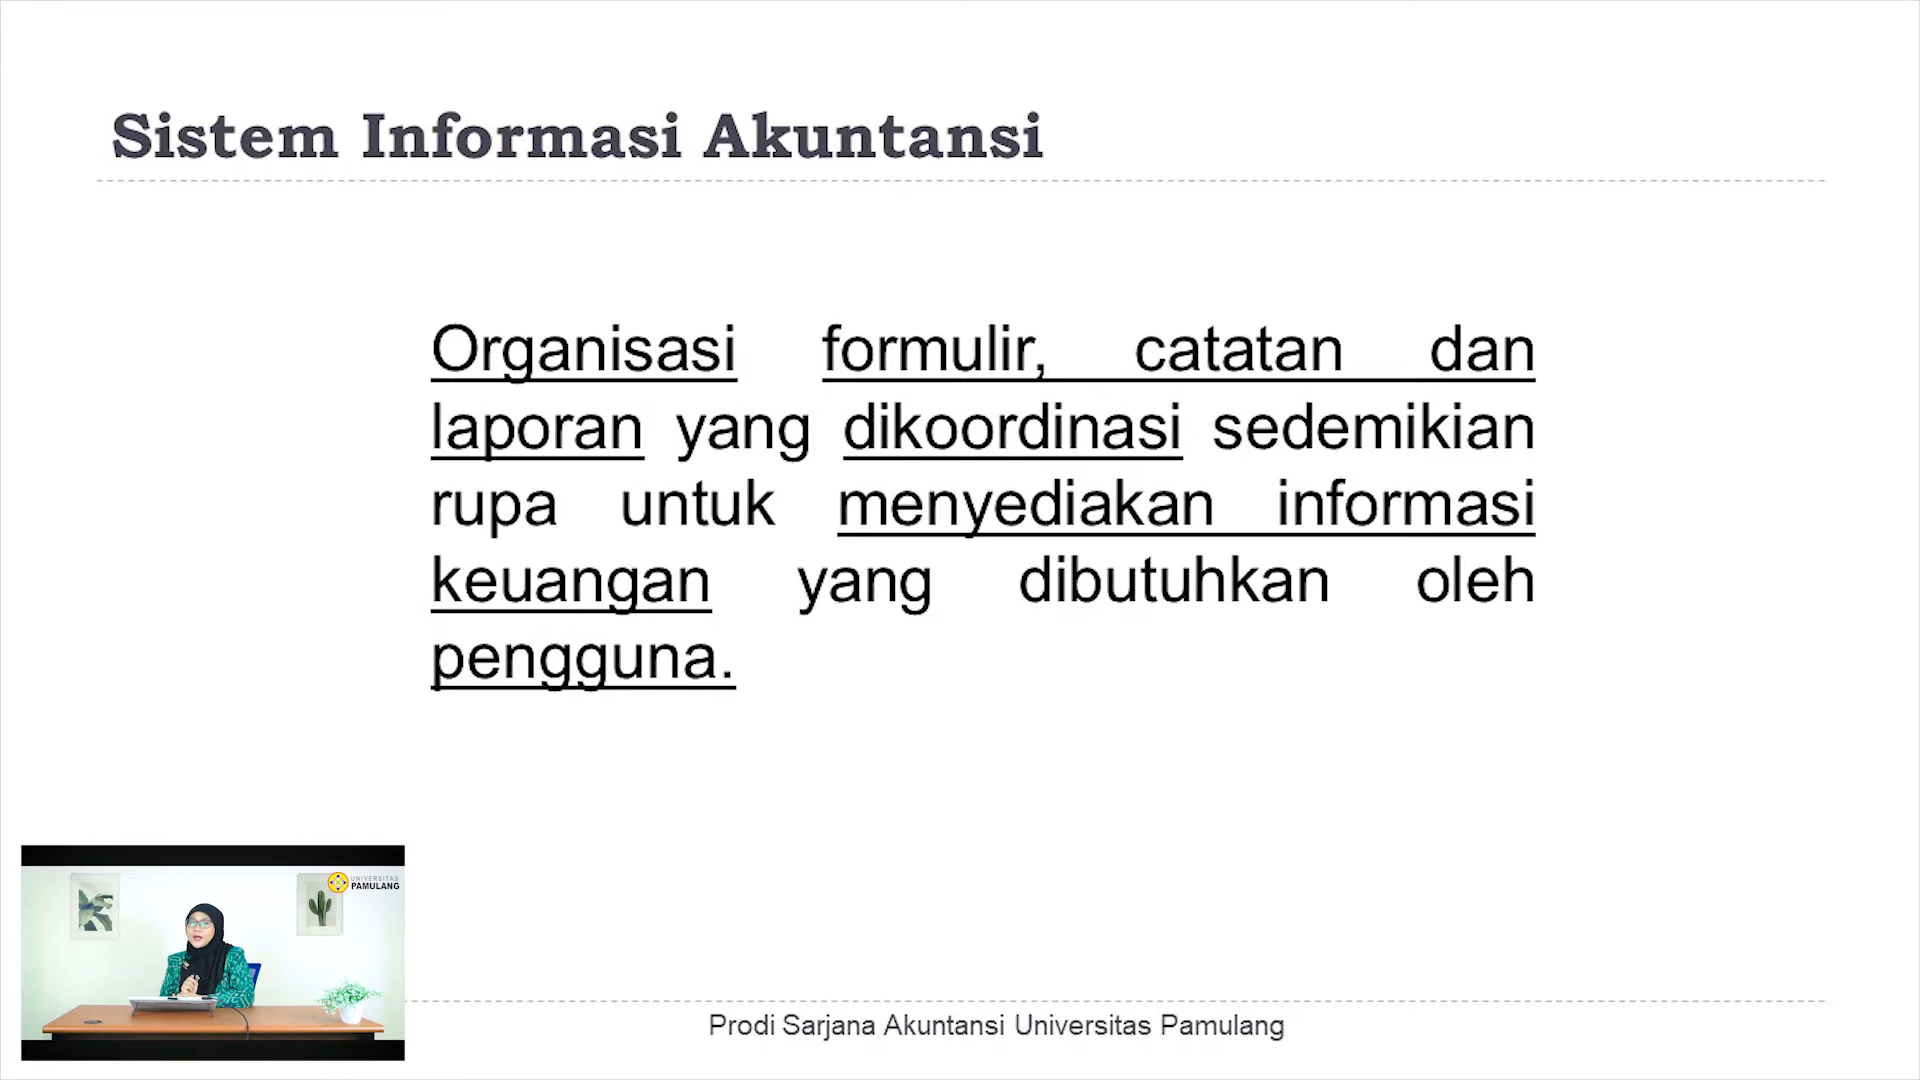 Sistem Informasi Akuntansi
Organisasi formulir, catatan dan
laporan yang dikoordinasi sedemikian
rupa untuk menyediakan informasi
keuangan yang dibutuhkan oleh
pengguna.
UNIVERSITAS
PAMULANG
Prodi Sarjana Akuntansi Universitas Pamulang